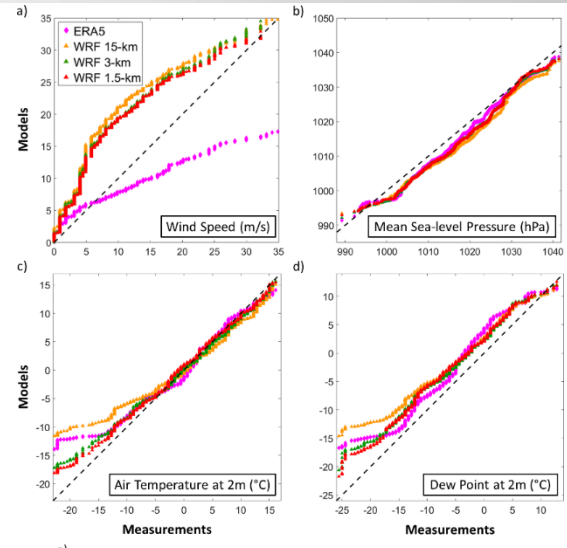 a)
b)
ERA5
WRF 15-km
WRF 3-km
WRF 1.5-km
35
30
25
20
15
10
5
0
0 5 10 15 20 25 30 35
Wind Speed (m/s)
Models
1040
1030
1020
1010
1000
990
990 1000 1010 1020 1030 1040
Mean Sea-level Pressure (hPa)
c)
d)
15
10
5
0
-5
-10
-15
-20
-20 -15 -10 -5 0 5 10 15
Air Temperature at 2m (°C)
Models
Measurements
10
5
0
-5
-10
-15
-20
-25
-25 -20 -15 -10 -5 0 5 10
Dew Point at 2m (°C)
Measurements